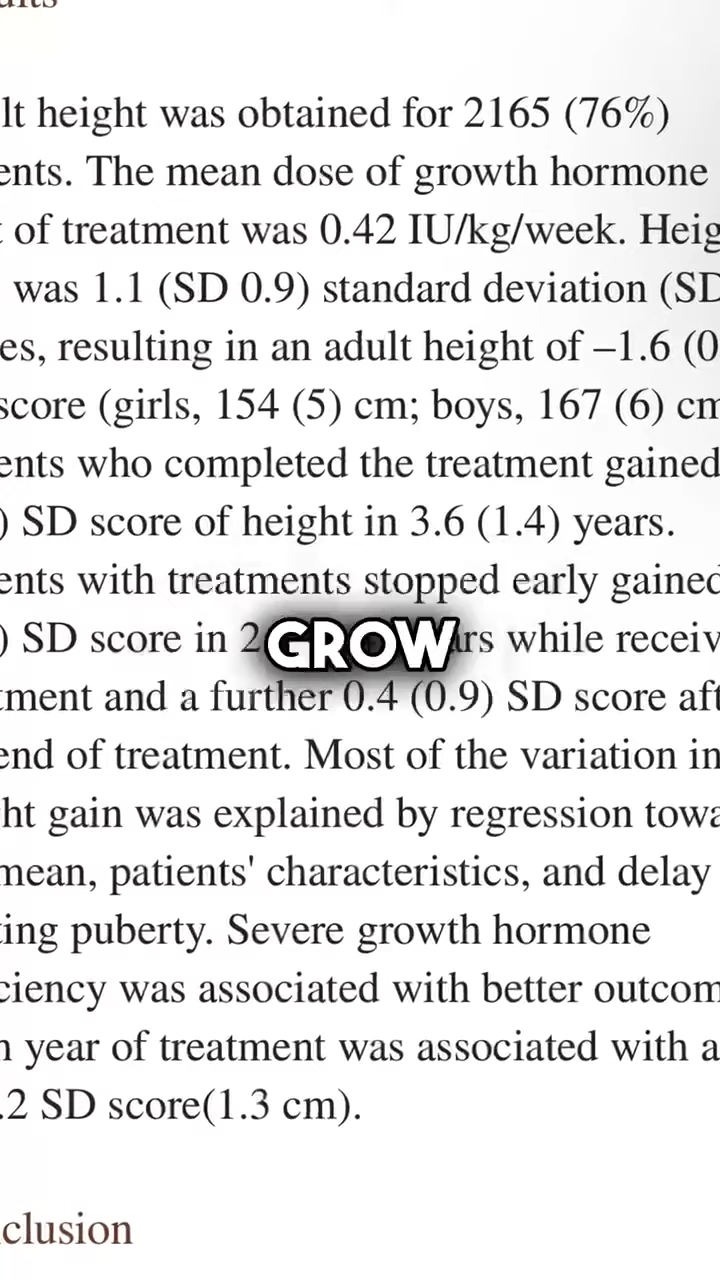 ults
lt height was obtained for 2165 (76%)
ents. The mean dose of growth hormone
t of treatment was 0.42 IU/kg/week. Heig
was 1.1 (SD 0.9) standard deviation (SD
es, resulting in an adult height of –1.6 (0
score (girls, 154 (5) cm; boys, 167 (6) cm
ents who completed the treatment gained
) SD score of height in 3.6 (1.4) years.
ents with treatments stopped early gained
) SD score in 2 GROW rs while receiv
tment and a further 0.4 (0.9) SD score aft
end of treatment. Most of the variation in
ht gain was explained by regression towa
mean, patients' characteristics, and delay
ting puberty. Severe growth hormone
ciency was associated with better outcom
n year of treatment was associated with a
.2 SD score(1.3 cm).
clusion